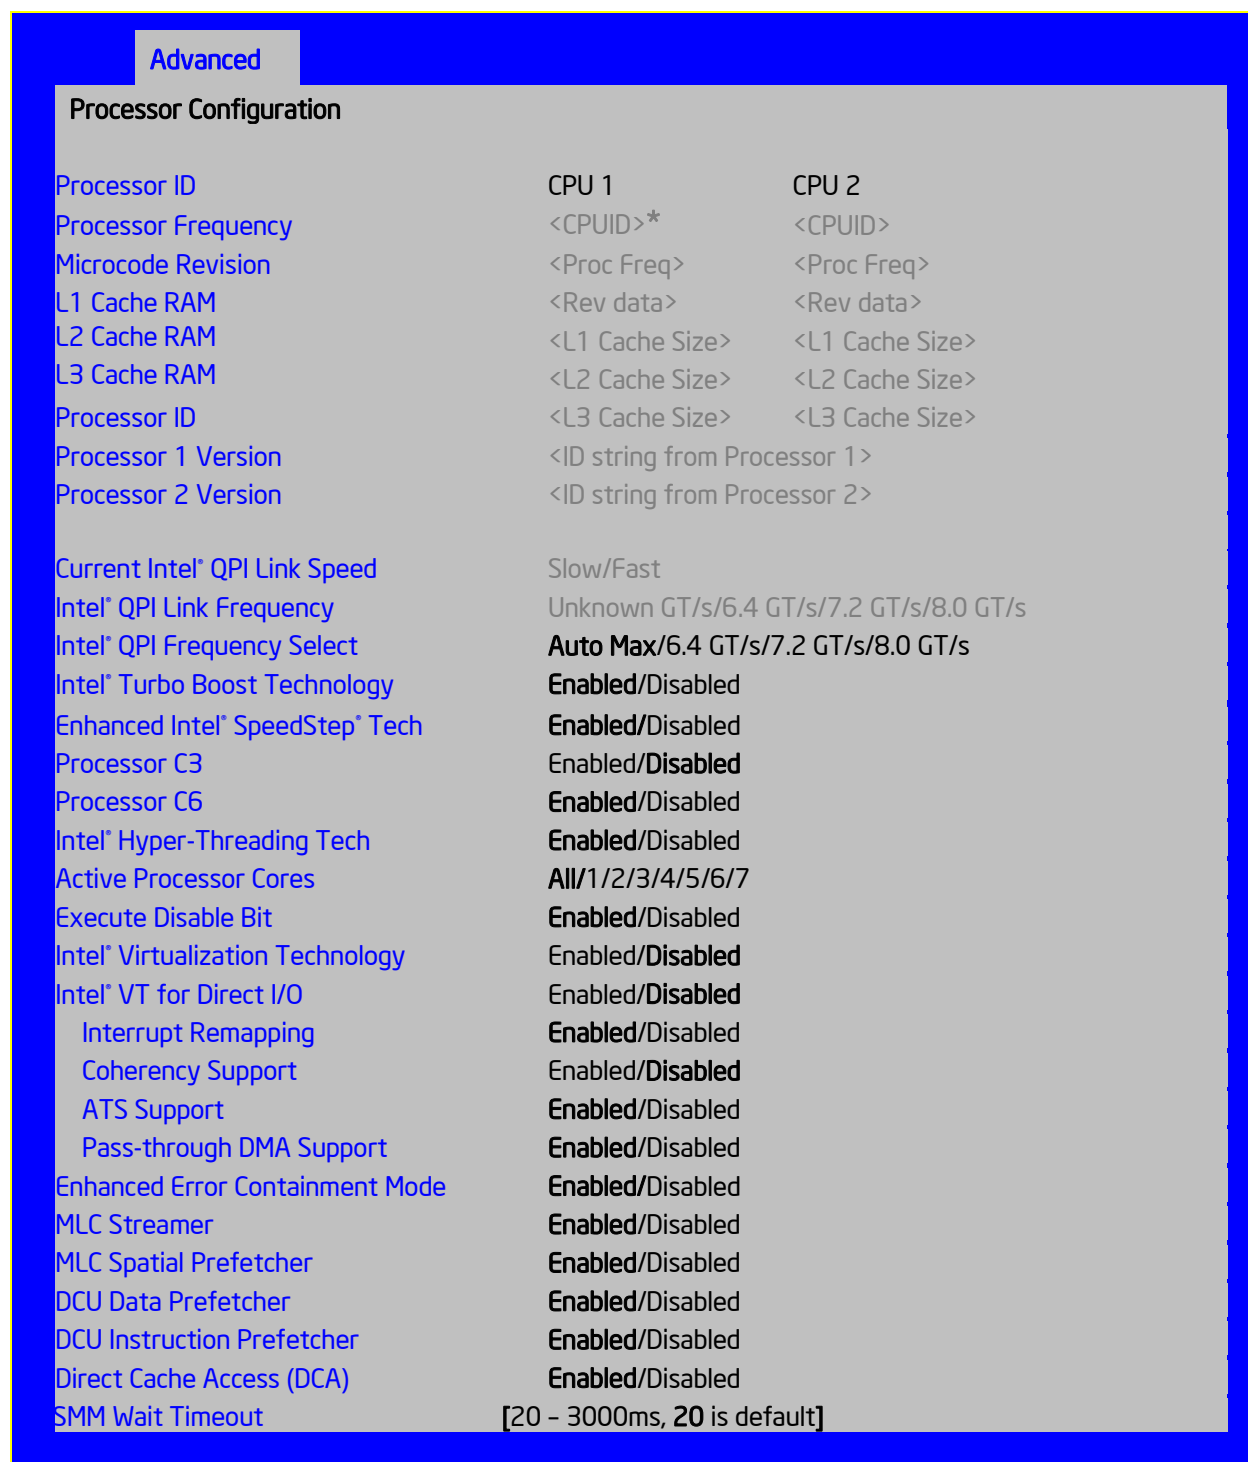 Advanced
Processor Configuration
Processor ID CPU 1 CPU 2
Processor Frequency <CPUID>* <CPUID>
Microcode Revision <Proc Freq> <Proc Freq>
L1 Cache RAM <Rev data> <Rev data>
L2 Cache RAM <L1 Cache Size> <L1 Cache Size>
L3 Cache RAM <L2 Cache Size> <L2 Cache Size>
Processor ID <L3 Cache Size> <L3 Cache Size>
Processor 1 Version <ID string from Processor 1>
Processor 2 Version <ID string from Processor 2>
Current Intel® QPI Link Speed Slow/Fast
Intel® QPI Link Frequency Unknown GT/s/6.4 GT/s/7.2 GT/s/8.0 GT/s
Intel® QPI Frequency Select Auto Max/6.4 GT/s/7.2 GT/s/8.0 GT/s
Intel® Turbo Boost Technology Enabled/Disabled
Enhanced Intel® SpeedStep® Tech Enabled/Disabled
Processor C3 Enabled/Disabled
Processor C6 Enabled/Disabled
Intel® Hyper-Threading Tech Enabled/Disabled
Active Processor Cores All/1/2/3/4/5/6/7
Execute Disable Bit Enabled/Disabled
Intel® Virtualization Technology Enabled/Disabled
Intel® VT for Direct I/O Enabled/Disabled
Interrupt Remapping Enabled/Disabled
Coherency Support Enabled/Disabled
ATS Support Enabled/Disabled
Pass-through DMA Support Enabled/Disabled
Enhanced Error Containment Mode Enabled/Disabled
MLC Streamer Enabled/Disabled
MLC Spatial Prefetcher Enabled/Disabled
DCU Data Prefetcher Enabled/Disabled
DCU Instruction Prefetcher Enabled/Disabled
Direct Cache Access (DCA) Enabled/Disabled
SMM Wait Timeout [20 – 3000ms, 20 is default]